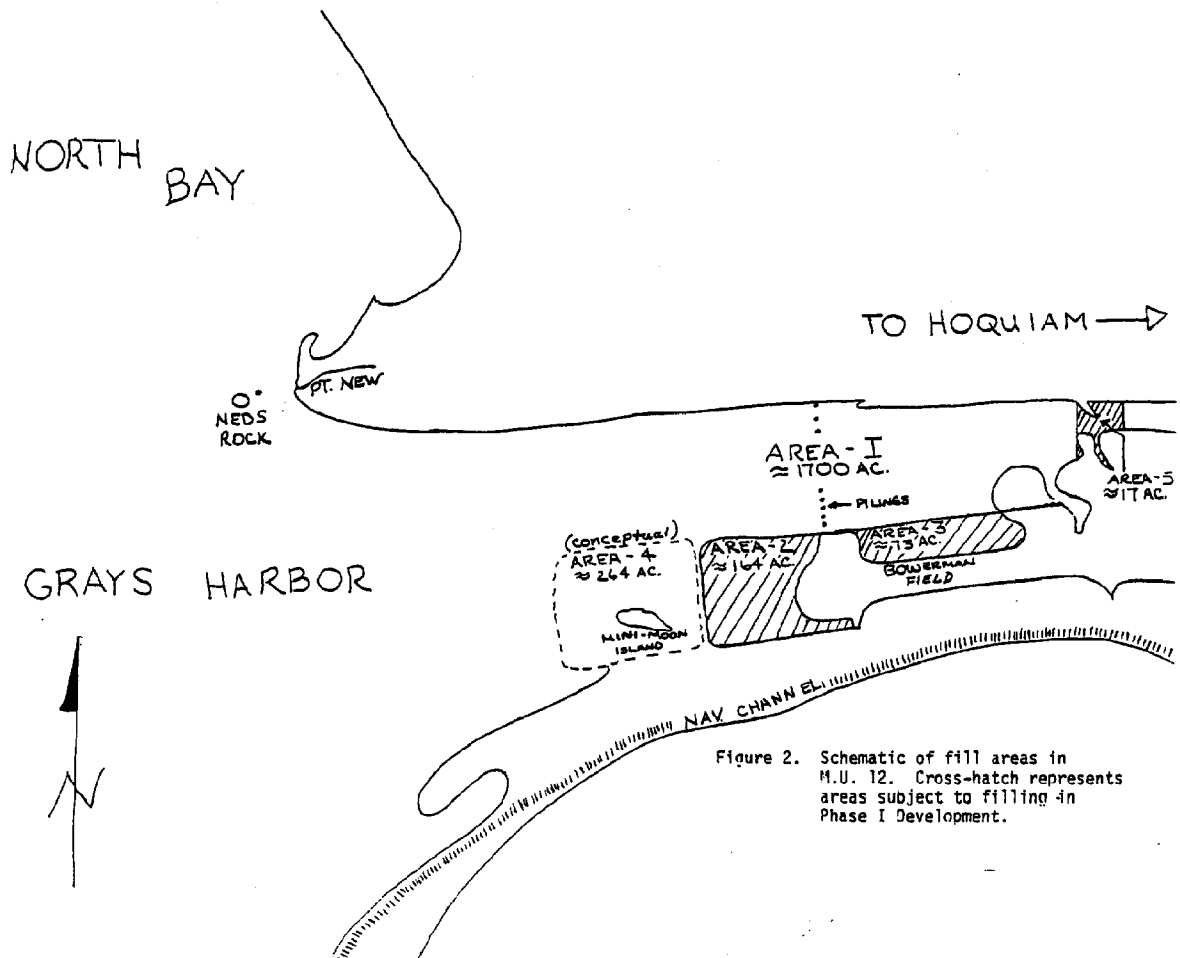 NORTH
BAY
TO HOQUIAM
PT. NEW
NEDS
ROCK
AREA-I
≈ 1700 AC.
AREA-5
≈ 17 AC.
PILINGS
(conceptual)
AREA-4
≈ 264 AC.
AREA-2
≈ 164 AC.
AREA-3
≈ 73 AC.
BOWERMAN
FIELD
GRAYS HARBOR
MINI-MOON
ISLAND
NAV. CHANNEL
N
Figure 2. Schematic of fill areas in
M.U. 12. Cross-hatch represents
areas subject to filling in
Phase I Development.